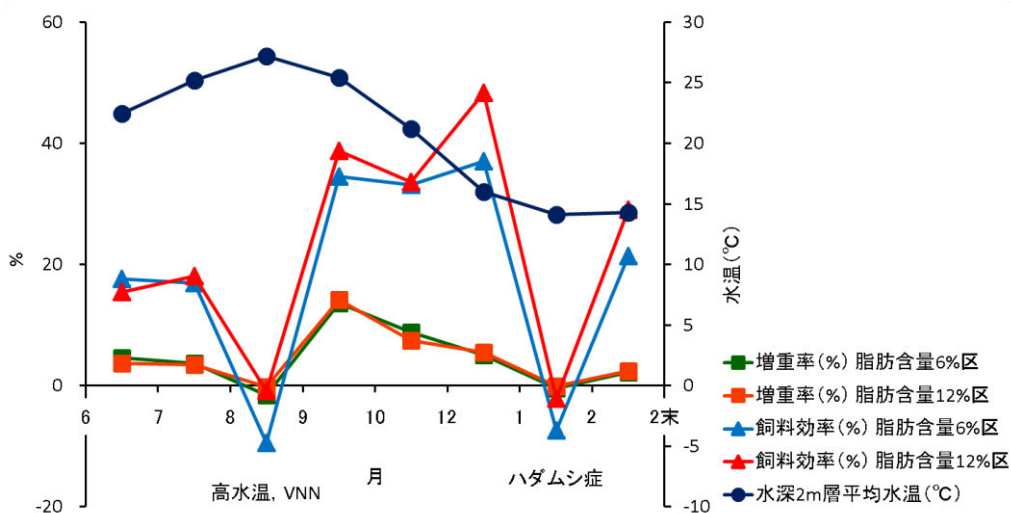 60
40
20
0
-20
%
30
25
20
15
10
5
0
-5
-10
水温(℃)
6
7
8
9
10
12
1
2
2末
高水温, VNN
月
ハダムシ症
増重率(%) 脂肪含量6%区
増重率(%) 脂肪含量12%区
飼料効率(%) 脂肪含量6%区
飼料効率(%) 脂肪含量12%区
水深2m層平均水温(℃)